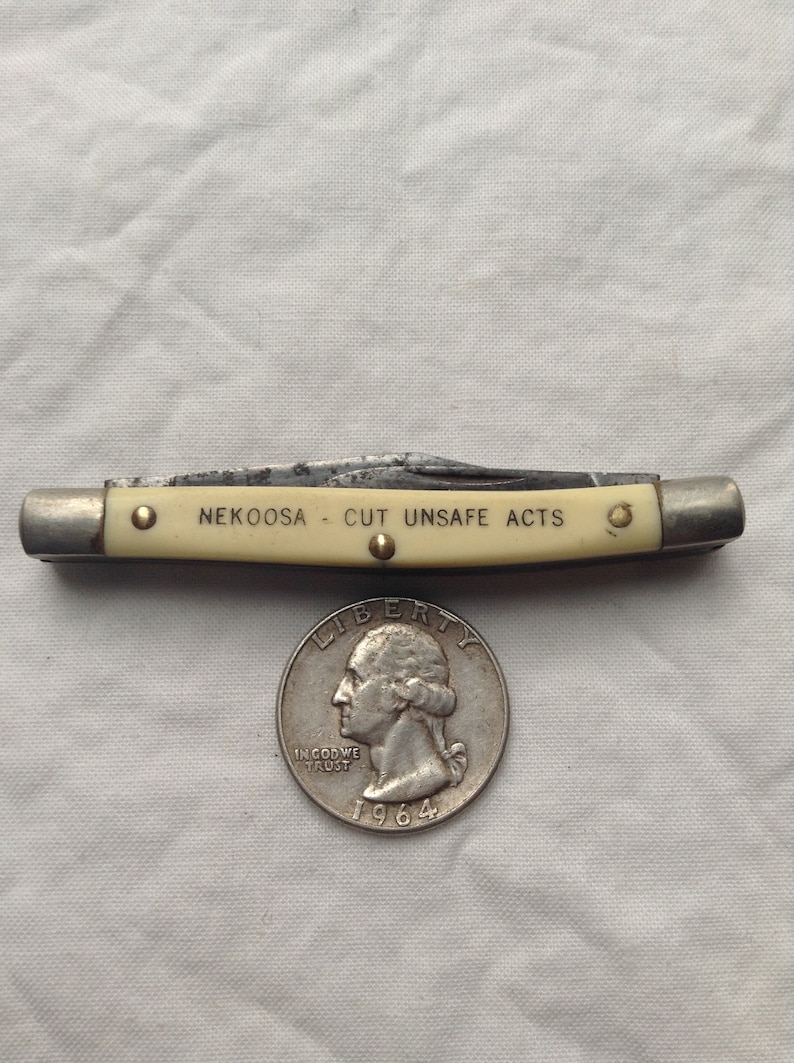 NEKOOSA - CUT UNSAFE ACTS
LIBERTY
IN GOD WE
TRUST
1964